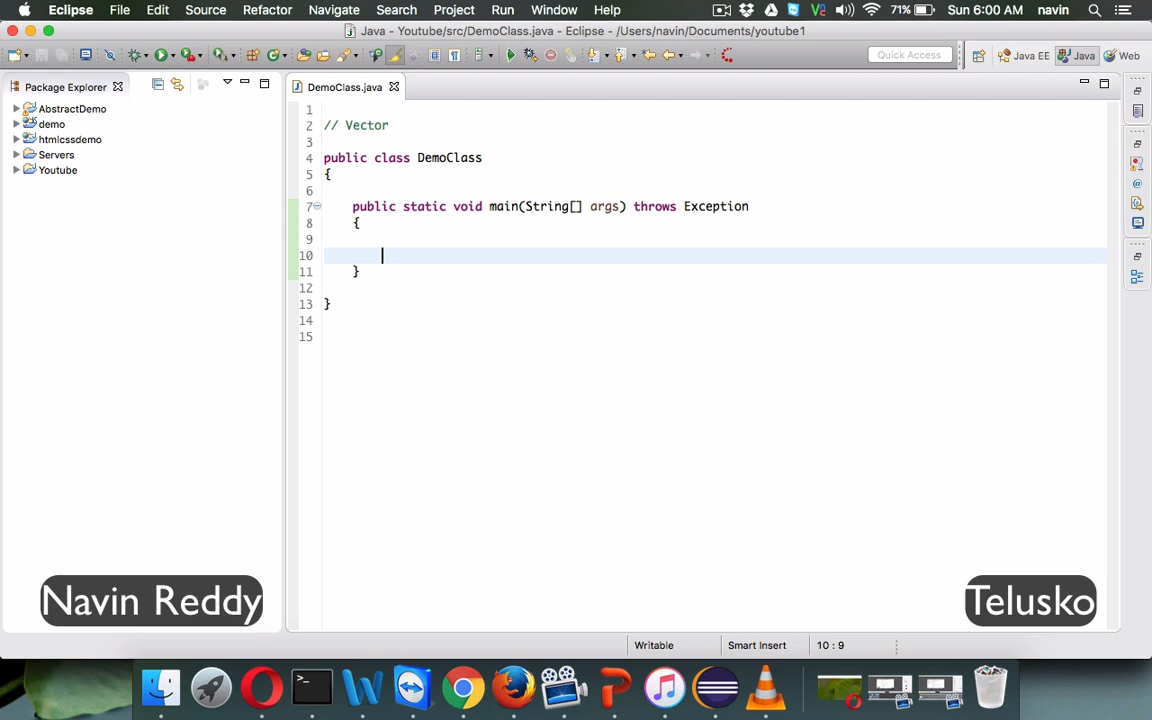 Eclipse File Edit Source Refactor Navigate Search Project Run Window Help 71% Sun 6:00 AM navin
Java - Youtube/src/DemoClass.java - Eclipse - /Users/navin/Documents/youtube1
Quick Access Java EE Java Web
Package Explorer
AbstractDemo
demo
htmlcssdemo
Servers
Youtube
DemoClass.java
1
2 // Vector
3
4 public class DemoClass
5 {
6
7 public static void main(String[] args) throws Exception
8 {
9
10
11 }
12
13 }
14
15
Navin Reddy
Telusko
Writable Smart Insert 10 : 9